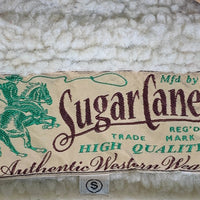 Mfd by
Sugar Cane
REG'D
TRADE MARK
HIGH QUALITY
Authentic Western Wea
S